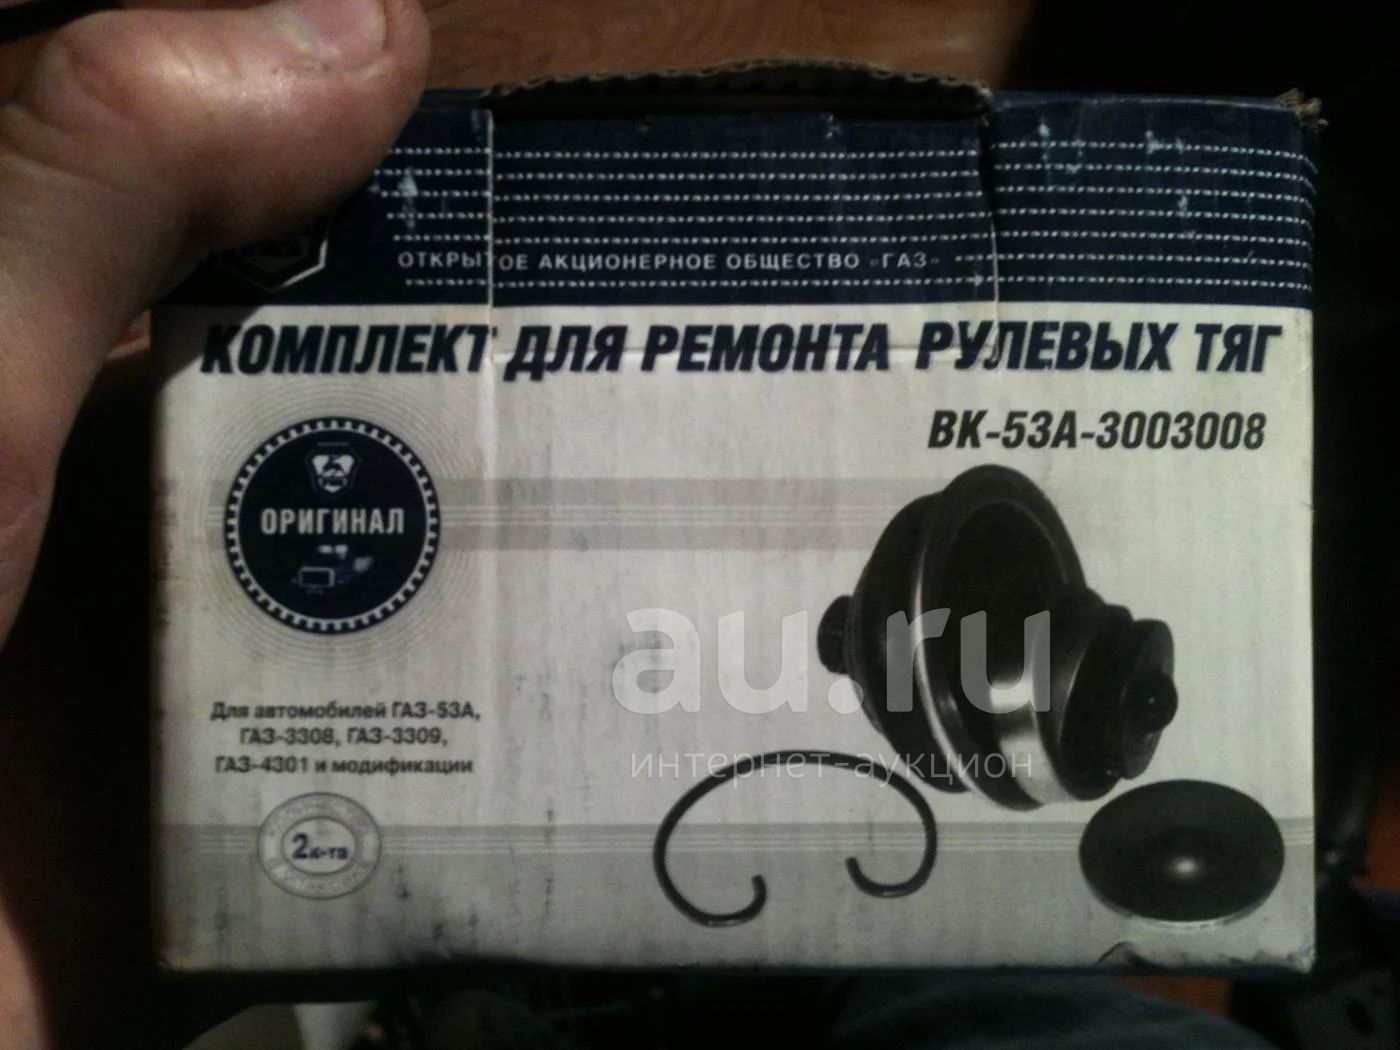 ОТКРЫТОЕ АКЦИОНЕРНОЕ ОБЩЕСТВО «ГАЗ»
КОМПЛЕКТ ДЛЯ РЕМОНТА РУЛЕВЫХ ТЯГ
ВК-53А-3003008
ОРИГИНАЛ
au.ru
интернет-аукцион
Для автомобилей ГАЗ-53А,
ГАЗ-3308, ГАЗ-3309,
ГАЗ-4301 и модификации
2к-та